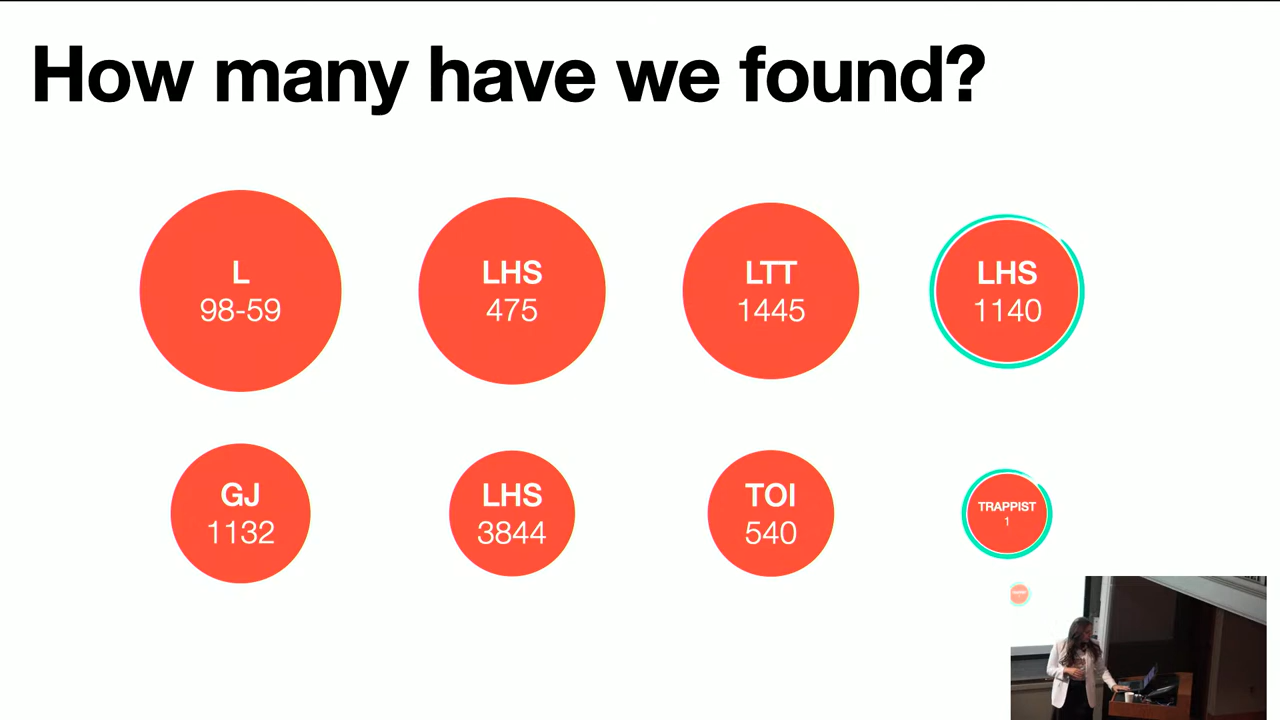 How many have we found?
L
98-59
LHS
475
LTT
1445
LHS
1140
GJ
1132
LHS
3844
TOI
540
TRAPPIST
1